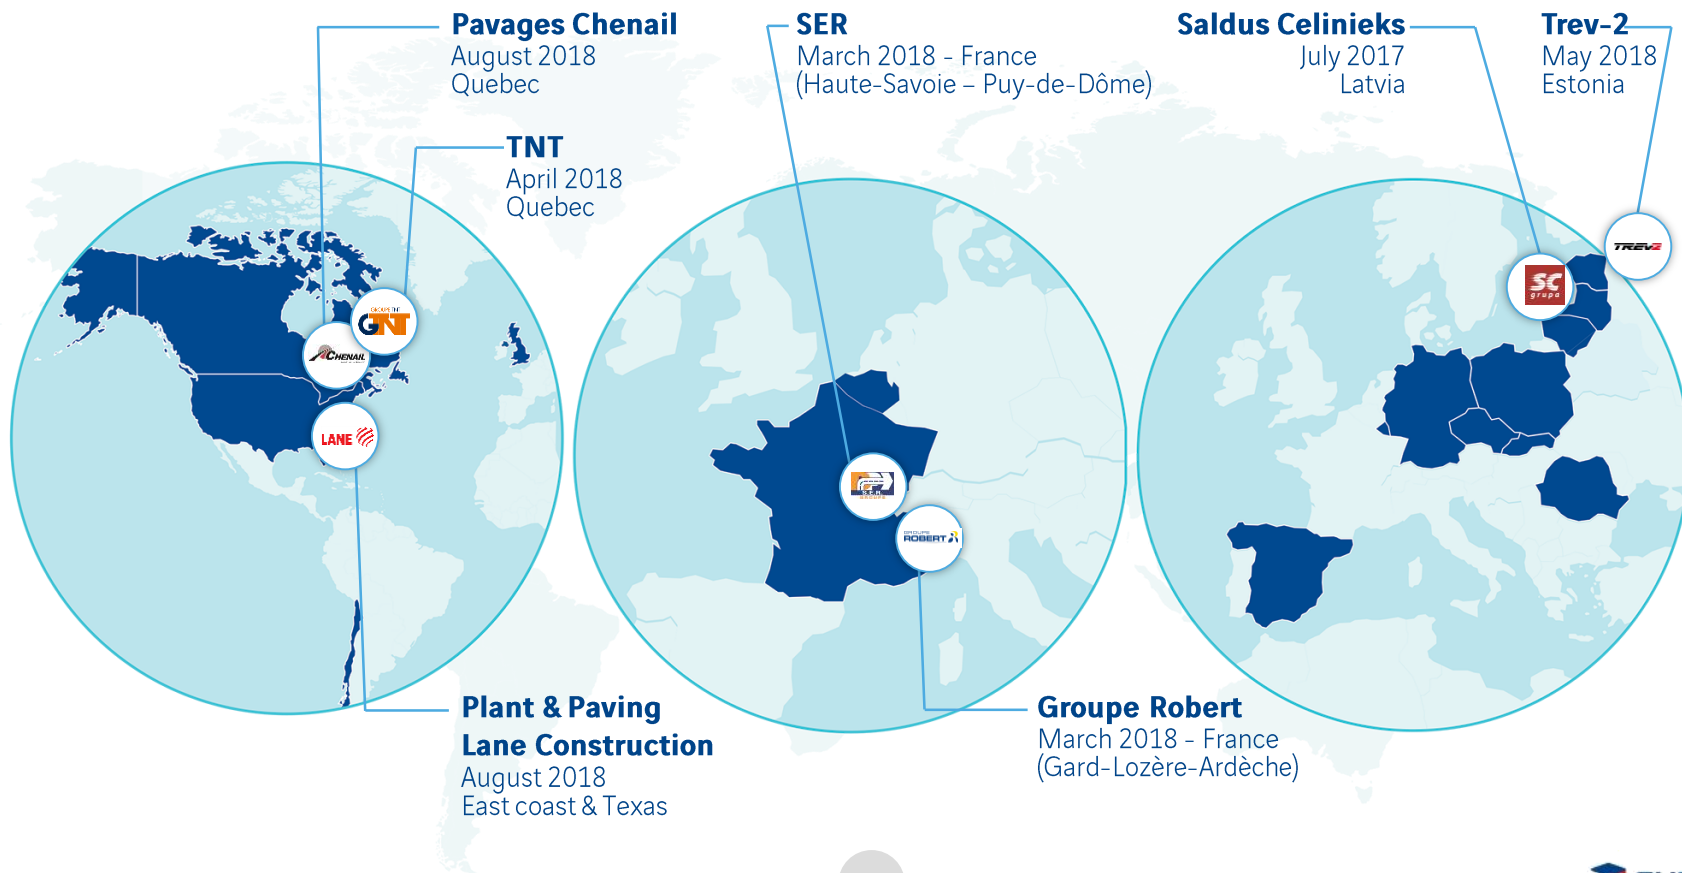 Pavages Chenail
August 2018
Quebec
TNT
April 2018
Quebec
SER
March 2018 - France
(Haute-Savoie – Puy-de-Dôme)
Saldus Celinieks
July 2017
Latvia
Trev-2
May 2018
Estonia
GROUPE TNT
GNT
CHENAIL
LANE
S.E.R.
GROUPE
GROUPE
ROBERT
SC
grupa
TREV2
Plant & Paving
Lane Construction
August 2018
East coast & Texas
Groupe Robert
March 2018 - France
(Gard-Lozère-Ardèche)